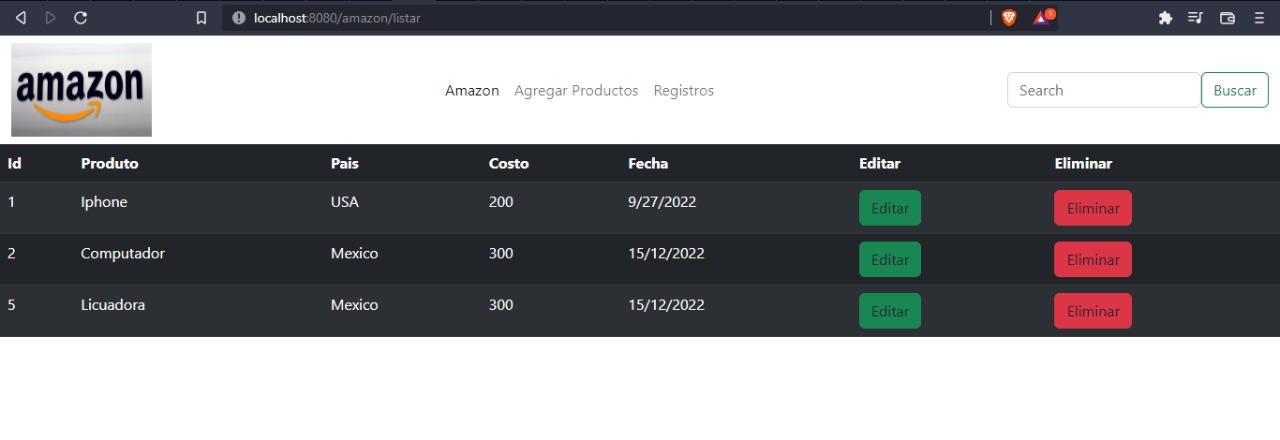 localhost:8080/amazon/listar
amazon Amazon Agregar Productos Registros Search Buscar
Id Produto Pais Costo Fecha Editar Eliminar
1 Iphone USA 200 9/27/2022 Editar Eliminar
2 Computador Mexico 300 15/12/2022 Editar Eliminar
5 Licuadora Mexico 300 15/12/2022 Editar Eliminar